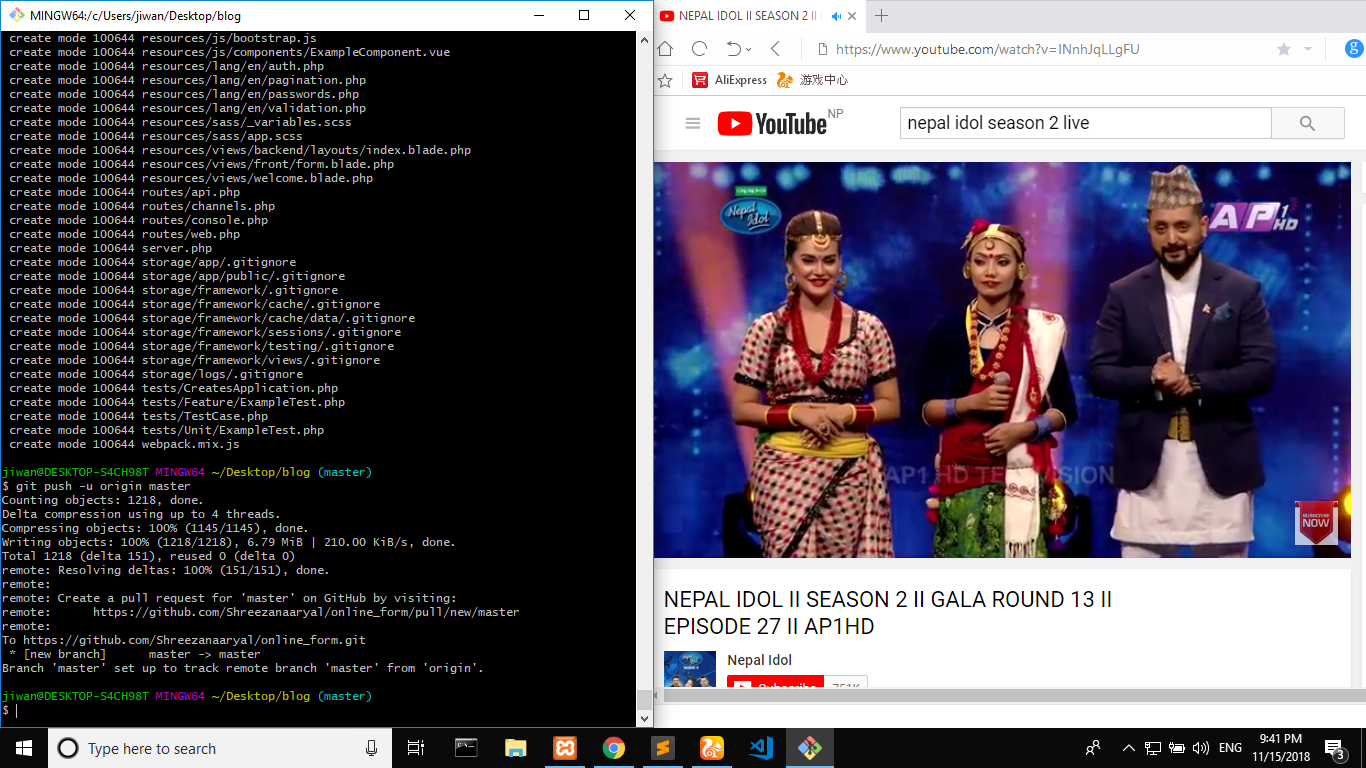 MINGW64:/c/Users/jiwan/Desktop/blog
create mode 100644 resources/js/bootstrap.js
create mode 100644 resources/js/components/ExampleComponent.vue
create mode 100644 resources/lang/en/auth.php
create mode 100644 resources/lang/en/pagination.php
create mode 100644 resources/lang/en/passwords.php
create mode 100644 resources/lang/en/validation.php
create mode 100644 resources/sass/_variables.scss
create mode 100644 resources/sass/app.scss
create mode 100644 resources/views/backend/layouts/index.blade.php
create mode 100644 resources/views/front/form.blade.php
create mode 100644 resources/views/welcome.blade.php
create mode 100644 routes/api.php
create mode 100644 routes/channels.php
create mode 100644 routes/console.php
create mode 100644 routes/web.php
create mode 100644 server.php
create mode 100644 storage/app/.gitignore
create mode 100644 storage/app/public/.gitignore
create mode 100644 storage/framework/.gitignore
create mode 100644 storage/framework/cache/.gitignore
create mode 100644 storage/framework/cache/data/.gitignore
create mode 100644 storage/framework/sessions/.gitignore
create mode 100644 storage/framework/testing/.gitignore
create mode 100644 storage/framework/views/.gitignore
create mode 100644 storage/logs/.gitignore
create mode 100644 tests/CreatesApplication.php
create mode 100644 tests/Feature/ExampleTest.php
create mode 100644 tests/TestCase.php
create mode 100644 tests/Unit/ExampleTest.php
create mode 100644 webpack.mix.js
jiwan@DESKTOP-S4CH98T MINGW64 ~/Desktop/blog (master)
$ git push -u origin master
Counting objects: 1218, done.
Delta compression using up to 4 threads.
Compressing objects: 100% (1145/1145), done.
Writing objects: 100% (1218/1218), 6.79 MiB | 210.00 KiB/s, done.
Total 1218 (delta 151), reused 0 (delta 0)
remote: Resolving deltas: 100% (151/151), done.
remote:
remote: Create a pull request for 'master' on GitHub by visiting:
remote:      https://github.com/Shreezanaaryal/online_form/pull/new/master
remote:
To https://github.com/Shreezanaaryal/online_form.git
 * [new branch]      master -> master
Branch 'master' set up to track remote branch 'master' from 'origin'.
jiwan@DESKTOP-S4CH98T MINGW64 ~/Desktop/blog (master)
$
NEPAL IDOL II SEASON 2 II
https://www.youtube.com/watch?v=INnhJqLLgFU
AliExpress 游戏中心
YouTube NP
nepal idol season 2 live
oppo
Nepal Idol
AP1 HD
AP1 HD TELEVISION
SUBSCRIBE
NOW
NEPAL IDOL II SEASON 2 II GALA ROUND 13 II
EPISODE 27 II AP1HD
Nepal Idol
Subscribe 751K
Type here to search
ENG
9:41 PM
11/15/2018
3